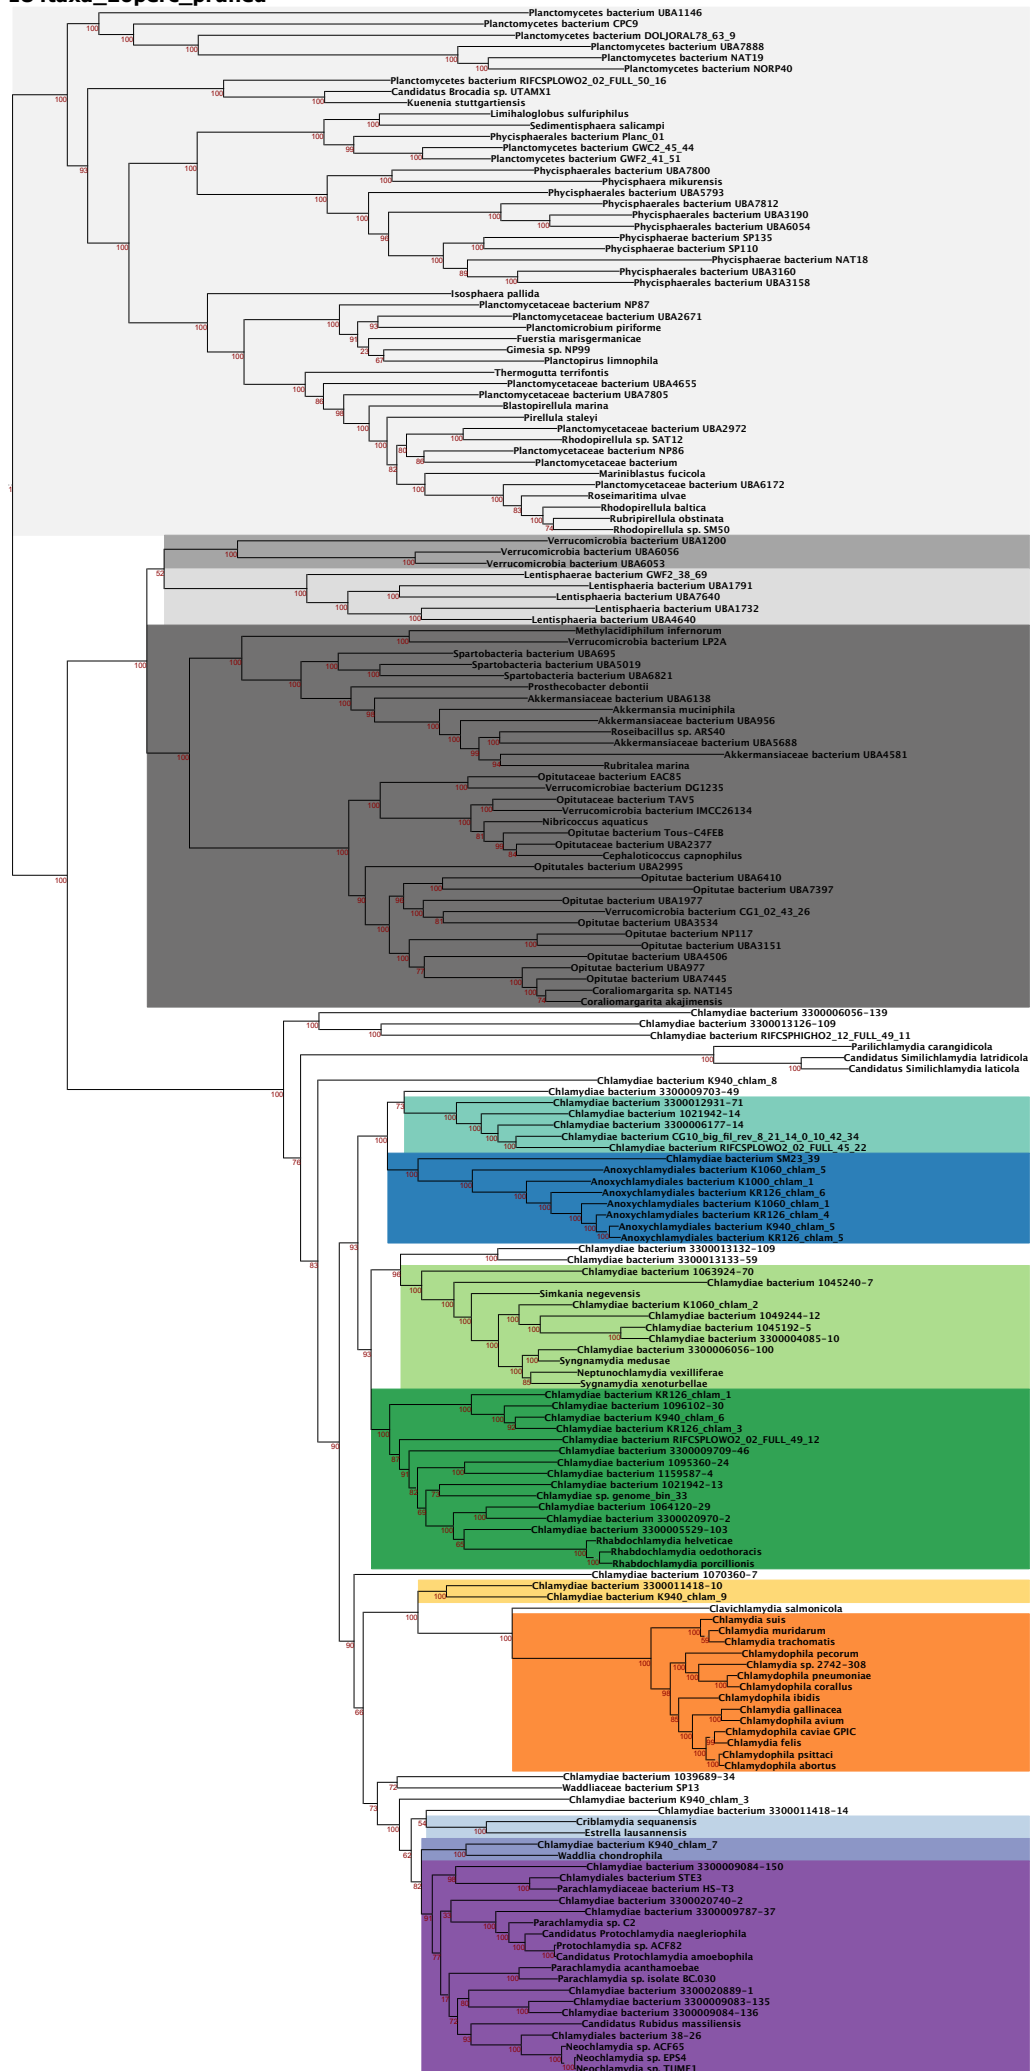 Planctomycetes bacterium UBA1146
Planctomycetes bacterium CPC9
Planctomycetes bacterium DOLJORAL78_63_9
Planctomycetes bacterium UBA7888
Planctomycetes bacterium NAT19
Planctomycetes bacterium NORP40
Planctomycetes bacterium RIFCSPLOWO2_02_FULL_50_16
Candidatus Brocadia sp. UTAMX1
Kuenenia stuttgartiensis
Limihaloglobus sulfuriphilus
Sedimentisphaera salicampi
Phycisphaerales bacterium Planc_01
Planctomycetes bacterium GWC2_45_44
Planctomycetes bacterium GWF2_41_51
Phycisphaerales bacterium UBA7800
Phycisphaera mikurensis
Phycisphaerales bacterium UBA5793
Phycisphaerales bacterium UBA7812
Phycisphaerales bacterium UBA3190
Phycisphaerales bacterium UBA6054
Phycisphaerae bacterium SP135
Phycisphaerae bacterium SP110
Phycisphaerae bacterium NAT18
Phycisphaerales bacterium UBA3160
Phycisphaerales bacterium UBA3158
Isosphaera pallida
Planctomycetaceae bacterium NP87
Planctomycetaceae bacterium UBA2671
Planctomicrobium piriforme
Fuerstia marisgermanicae
Gimesia sp. NP99
Planctopirus limnophila
Thermogutta terrifontis
Planctomycetaceae bacterium UBA4655
Planctomycetaceae bacterium UBA7805
Blastopirellula marina
Pirellula staleyi
Planctomycetaceae bacterium UBA2972
Rhodopirellula sp. SAT12
Planctomycetaceae bacterium NP86
Planctomycetaceae bacterium
Mariniblastus fucicola
Planctomycetaceae bacterium UBA6172
Roseimaritima ulvae
Rhodopirellula baltica
Rubripirellula obstinata
Rhodopirellula sp. SM50
Verrucomicrobia bacterium UBA1200
Verrucomicrobia bacterium UBA6056
Verrucomicrobia bacterium UBA6053
Lentisphaerae bacterium GWF2_38_69
Lentisphaeria bacterium UBA1791
Lentisphaeria bacterium UBA7640
Lentisphaeria bacterium UBA1732
Lentisphaeria bacterium UBA4640
Methylacidiphilum infernorum
Verrucomicrobia bacterium LP2A
Spartobacteria bacterium UBA695
Spartobacteria bacterium UBA5019
Spartobacteria bacterium UBA6821
Prosthecobacter debontii
Akkermansiaceae bacterium UBA6138
Akkermansia muciniphila
Akkermansiaceae bacterium UBA956
Roseibacillus sp. ARS40
Akkermansiaceae bacterium UBA5688
Akkermansiaceae bacterium UBA4581
Rubritalea marina
Opitutaceae bacterium EAC85
Verrucomicrobiae bacterium DG1235
Opitutaceae bacterium TAV5
Verrucomicrobia bacterium IMCC26134
Nibricoccus aquaticus
Opitutae bacterium Tous-C4FEB
Opitutaceae bacterium UBA2377
Cephaloticoccus capnophilus
Opitutales bacterium UBA2995
Opitutae bacterium UBA6410
Opitutae bacterium UBA7397
Opitutae bacterium UBA1977
Verrucomicrobia bacterium CG1_02_43_26
Opitutae bacterium UBA3534
Opitutae bacterium NP117
Opitutae bacterium UBA3151
Opitutae bacterium UBA4506
Opitutae bacterium UBA977
Opitutae bacterium UBA7445
Coraliomargarita sp. NAT145
Coraliomargarita akajimensis
Chlamydiae bacterium 3300006056-139
Chlamydiae bacterium 3300013126-109
Chlamydiae bacterium RIFCSPHIGHO2_12_FULL_49_11
Parilichlamydia carangidicola
Candidatus Similichlamydia latridicola
Candidatus Similichlamydia laticola
Chlamydiae bacterium K940_chlam_8
Chlamydiae bacterium 3300009703-49
Chlamydiae bacterium 3300012931-71
Chlamydiae bacterium 1021942-14
Chlamydiae bacterium 3300006177-14
Chlamydiae bacterium CG10_big_fil_rev_8_21_14_0_10_42_34
Chlamydiae bacterium RIFCSPLOWO2_02_FULL_45_22
Chlamydiae bacterium SM23_39
Anoxychlamydiales bacterium K1060_chlam_5
Anoxychlamydiales bacterium K1000_chlam_1
Anoxychlamydiales bacterium KR126_chlam_6
Anoxychlamydiales bacterium K1060_chlam_1
Anoxychlamydiales bacterium KR126_chlam_4
Anoxychlamydiales bacterium K940_chlam_5
Anoxychlamydiales bacterium KR126_chlam_5
Chlamydiae bacterium 3300013132-109
Chlamydiae bacterium 3300013133-59
Chlamydiae bacterium 1063924-70
Chlamydiae bacterium 1045240-7
Simkania negevensis
Chlamydiae bacterium K1060_chlam_2
Chlamydiae bacterium 1049244-12
Chlamydiae bacterium 1045192-5
Chlamydiae bacterium 3300004085-10
Chlamydiae bacterium 3300006056-100
Syngnamydia medusae
Neptunochlamydia vexilliferae
Sygnamydia xenoturbellae
Chlamydiae bacterium KR126_chlam_1
Chlamydiae bacterium 1096102-30
Chlamydiae bacterium K940_chlam_6
Chlamydiae bacterium KR126_chlam_3
Chlamydiae bacterium RIFCSPLOWO2_02_FULL_49_12
Chlamydiae bacterium 3300009709-46
Chlamydiae bacterium 1095360-24
Chlamydiae bacterium 1159587-4
Chlamydiae bacterium 1021942-13
Chlamydiae sp. genome_bin_33
Chlamydiae bacterium 1064120-29
Chlamydiae bacterium 3300020970-2
Chlamydiae bacterium 3300005529-103
Rhabdochlamydia helveticae
Rhabdochlamydia oedothoracis
Rhabdochlamydia porcillionis
Chlamydiae bacterium 1070360-7
Chlamydiae bacterium 3300011418-10
Chlamydiae bacterium K940_chlam_9
Clavichlamydia salmonicola
Chlamydia suis
Chlamydia muridarum
Chlamydia trachomatis
Chlamydophila pecorum
Chlamydia sp. 2742-308
Chlamydophila pneumoniae
Chlamydophila corallus
Chlamydophila ibidis
Chlamydia gallinacea
Chlamydophila avium
Chlamydophila caviae GPIC
Chlamydia felis
Chlamydophila psittaci
Chlamydophila abortus
Chlamydiae bacterium 1039689-34
Waddliaceae bacterium SP13
Chlamydiae bacterium K940_chlam_3
Chlamydiae bacterium 3300011418-14
Criblamydia sequanensis
Estrella lausannensis
Chlamydiae bacterium K940_chlam_7
Waddlia chondrophila
Chlamydiae bacterium 3300009084-150
Chlamydiales bacterium STE3
Parachlamydiaceae bacterium HS-T3
Chlamydiae bacterium 3300020740-2
Chlamydiae bacterium 3300009787-37
Parachlamydia sp. C2
Candidatus Protochlamydia naegleriophila
Protochlamydia sp. ACF82
Candidatus Protochlamydia amoebophila
Parachlamydia acanthamoebae
Parachlamydia sp. isolate BC.030
Chlamydiae bacterium 3300020889-1
Chlamydiae bacterium 3300009083-135
Chlamydiae bacterium 3300009084-136
Candidatus Rubidus massiliensis
Chlamydiales bacterium 38-26
Neochlamydia sp. ACF65
Neochlamydia sp. EPS4
Neochlamydia sp. TUME1